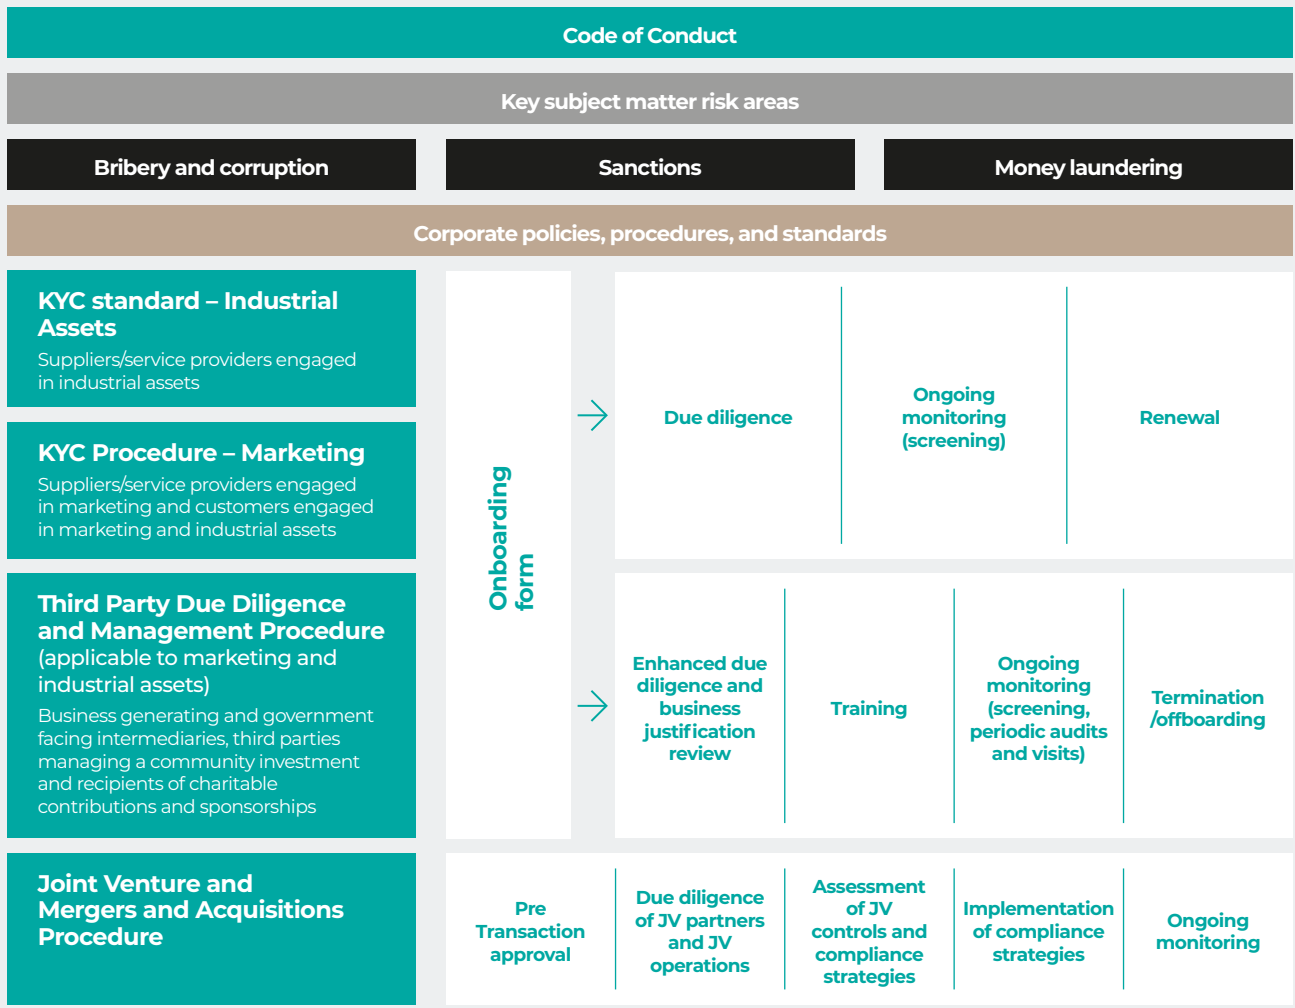 Code of Conduct
Key subject matter risk areas
Bribery and corruption
Sanctions
Money laundering
Corporate policies, procedures, and standards
KYC standard – Industrial
Assets
Suppliers/service providers engaged
in industrial assets
KYC Procedure – Marketing
Suppliers/service providers engaged
in marketing and customers engaged
in marketing and industrial assets
Third Party Due Diligence
and Management Procedure
(applicable to marketing and
industrial assets)
Business generating and government
facing intermediaries, third parties
managing a community investment
and recipients of charitable
contributions and sponsorships
Onboarding
form
Due diligence
Ongoing
monitoring
(screening)
Renewal
Enhanced due
diligence and
business
justification
review
Training
Ongoing
monitoring
(screening,
periodic audits
and visits)
Termination
/offboarding
Joint Venture and
Mergers and Acquisitions
Procedure
Pre
Transaction
approval
Due diligence
of JV partners
and JV
operations
Assessment
of JV
controls and
compliance
strategies
Implementation
of compliance
strategies
Ongoing
monitoring